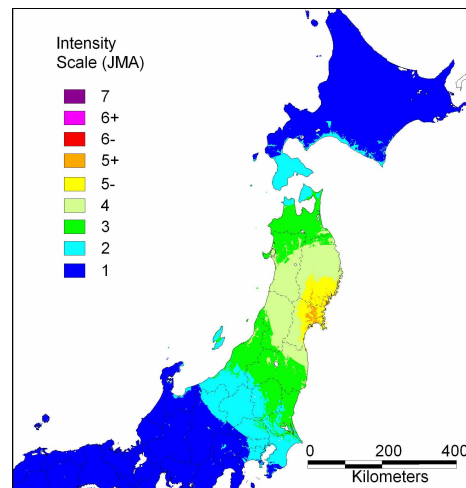 Intensity
Scale (JMA)
7
6+
6-
5+
5-
4
3
2
1
0 200 400
Kilometers